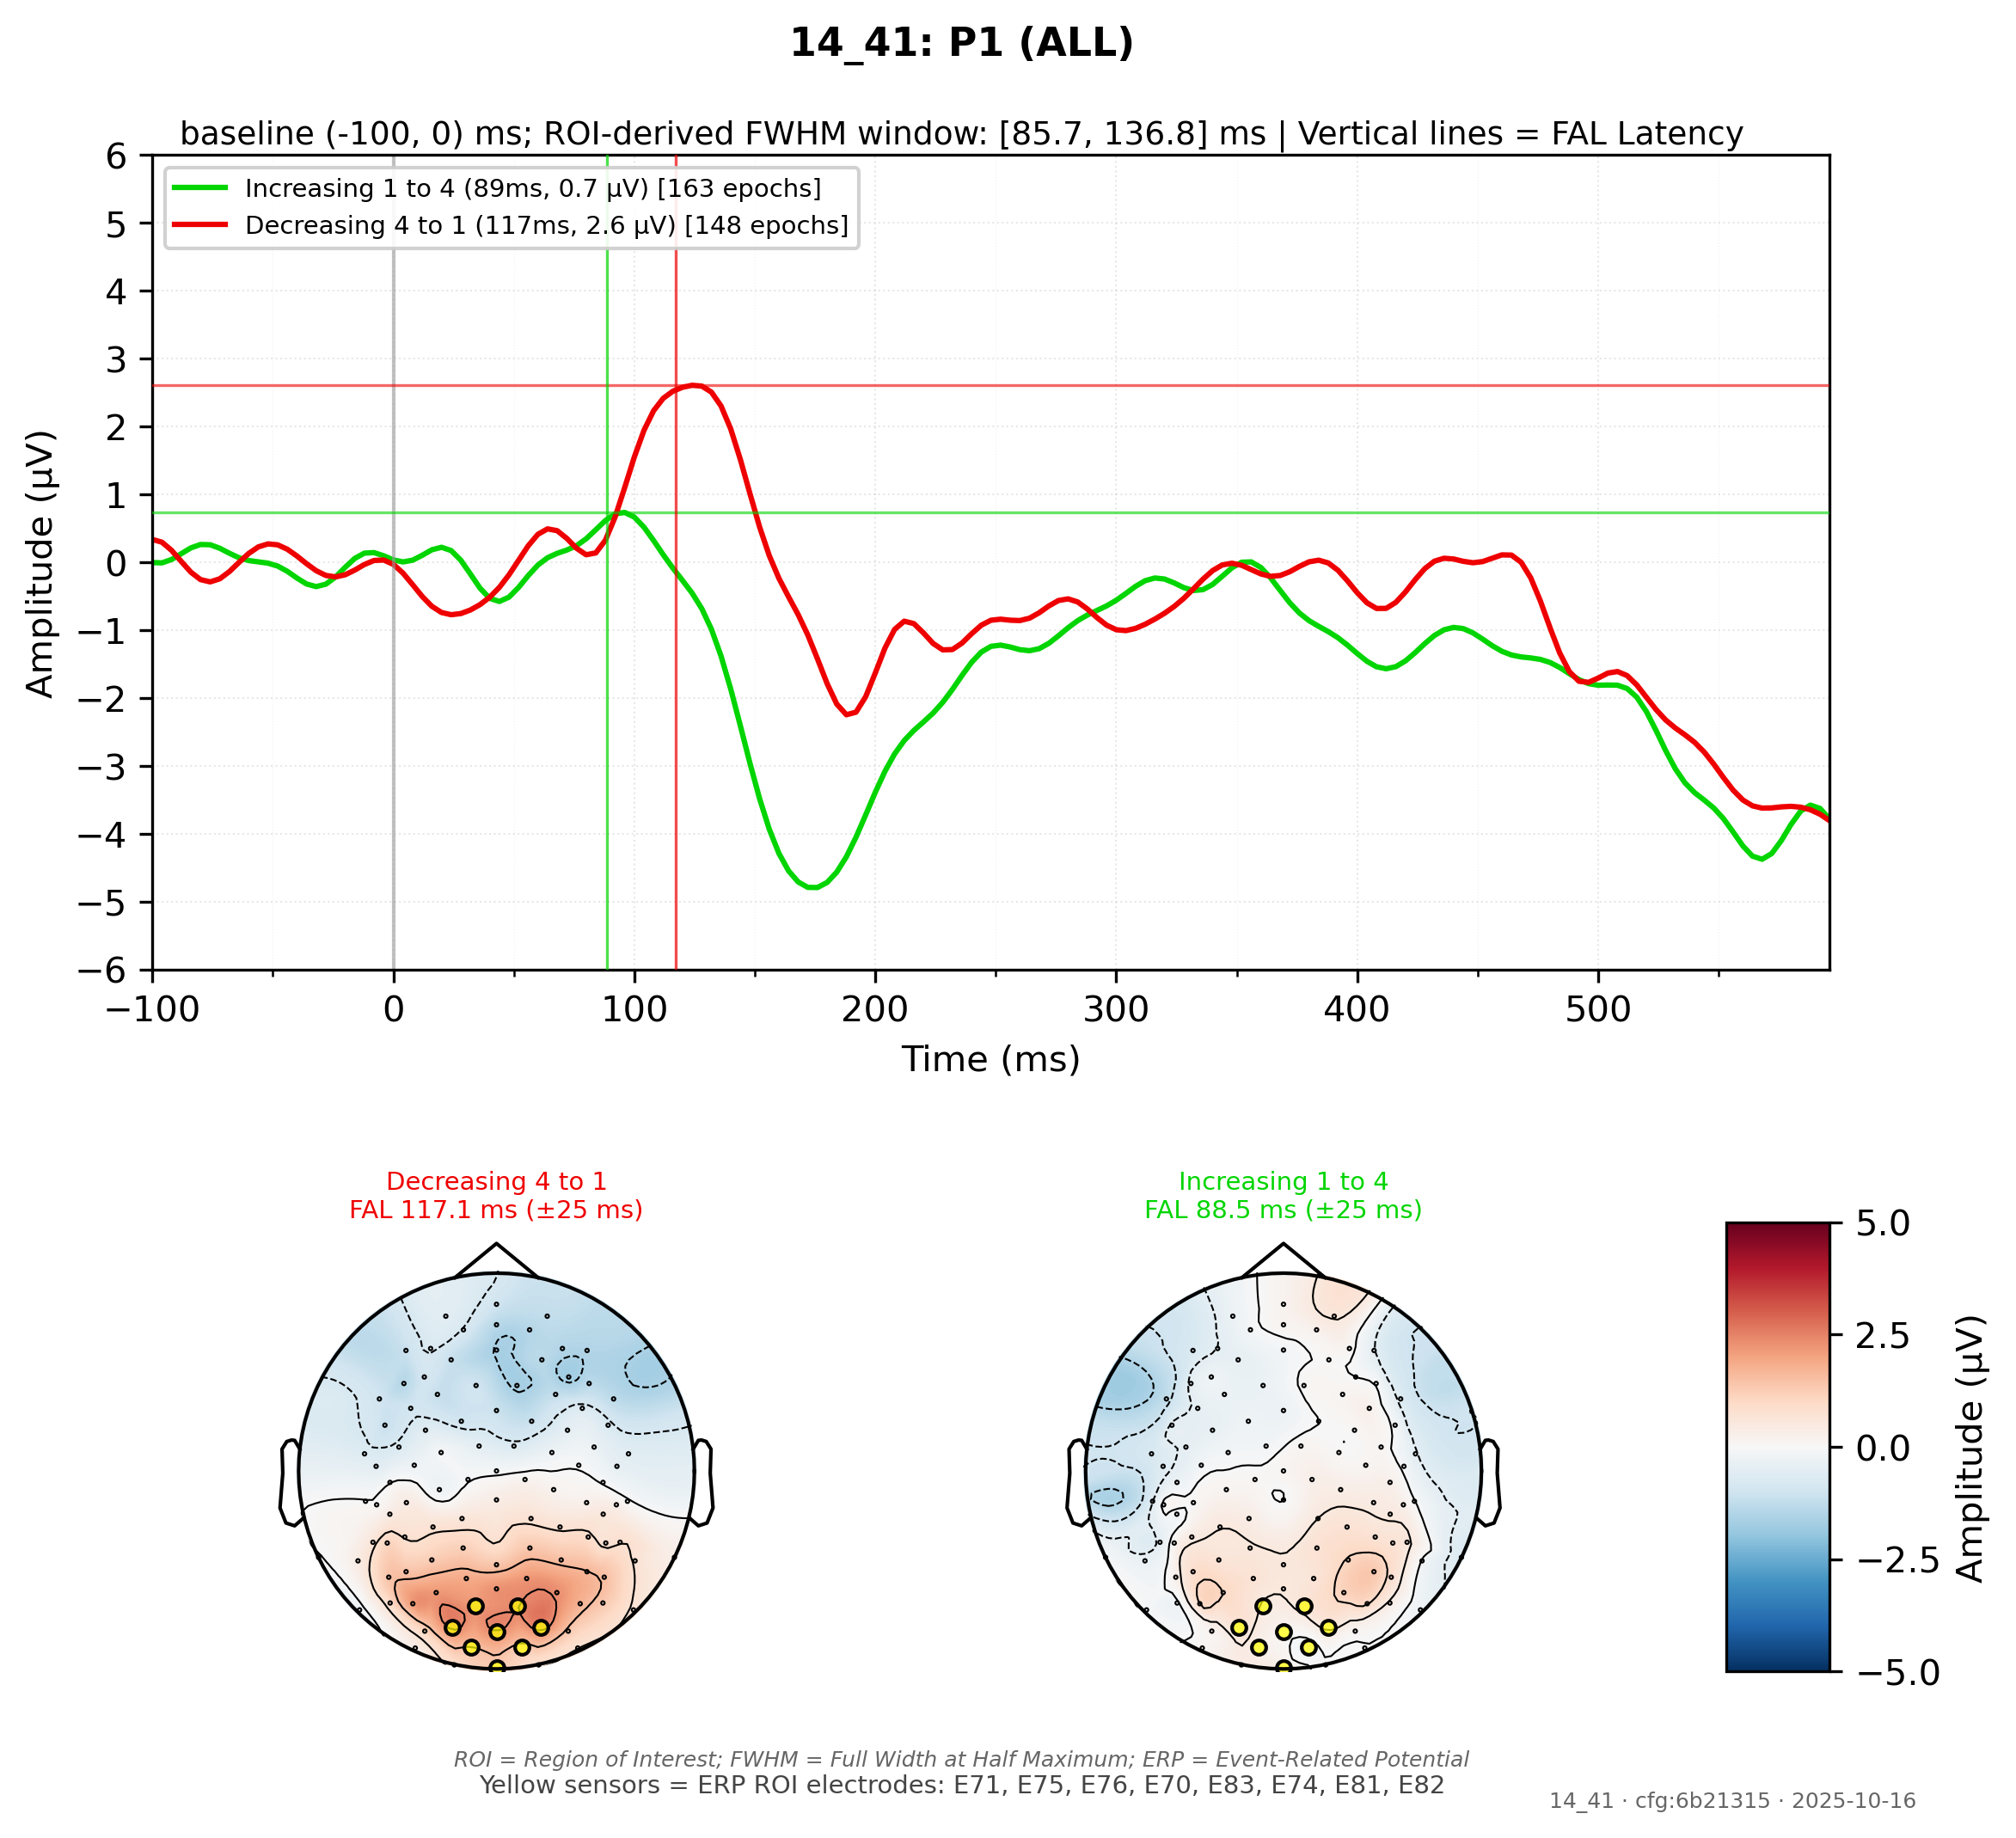 14_41: P1 (ALL)
baseline (-100, 0) ms; ROI-derived FWHM window: [85.7, 136.8] ms | Vertical lines = FAL Latency
Increasing 1 to 4 (89ms, 0.7 µV) [163 epochs]
Decreasing 4 to 1 (117ms, 2.6 µV) [148 epochs]
Amplitude (µV)
6
5
4
3
2
1
0
−1
−2
−3
−4
−5
−6
−100
0
100
200
300
400
500
Time (ms)
Decreasing 4 to 1
FAL 117.1 ms (±25 ms)
Increasing 1 to 4
FAL 88.5 ms (±25 ms)
5.0
2.5
0.0
−2.5
−5.0
Amplitude (µV)
ROI = Region of Interest; FWHM = Full Width at Half Maximum; ERP = Event-Related Potential
Yellow sensors = ERP ROI electrodes: E71, E75, E76, E70, E83, E74, E81, E82
14_41 · cfg:6b21315 · 2025-10-16